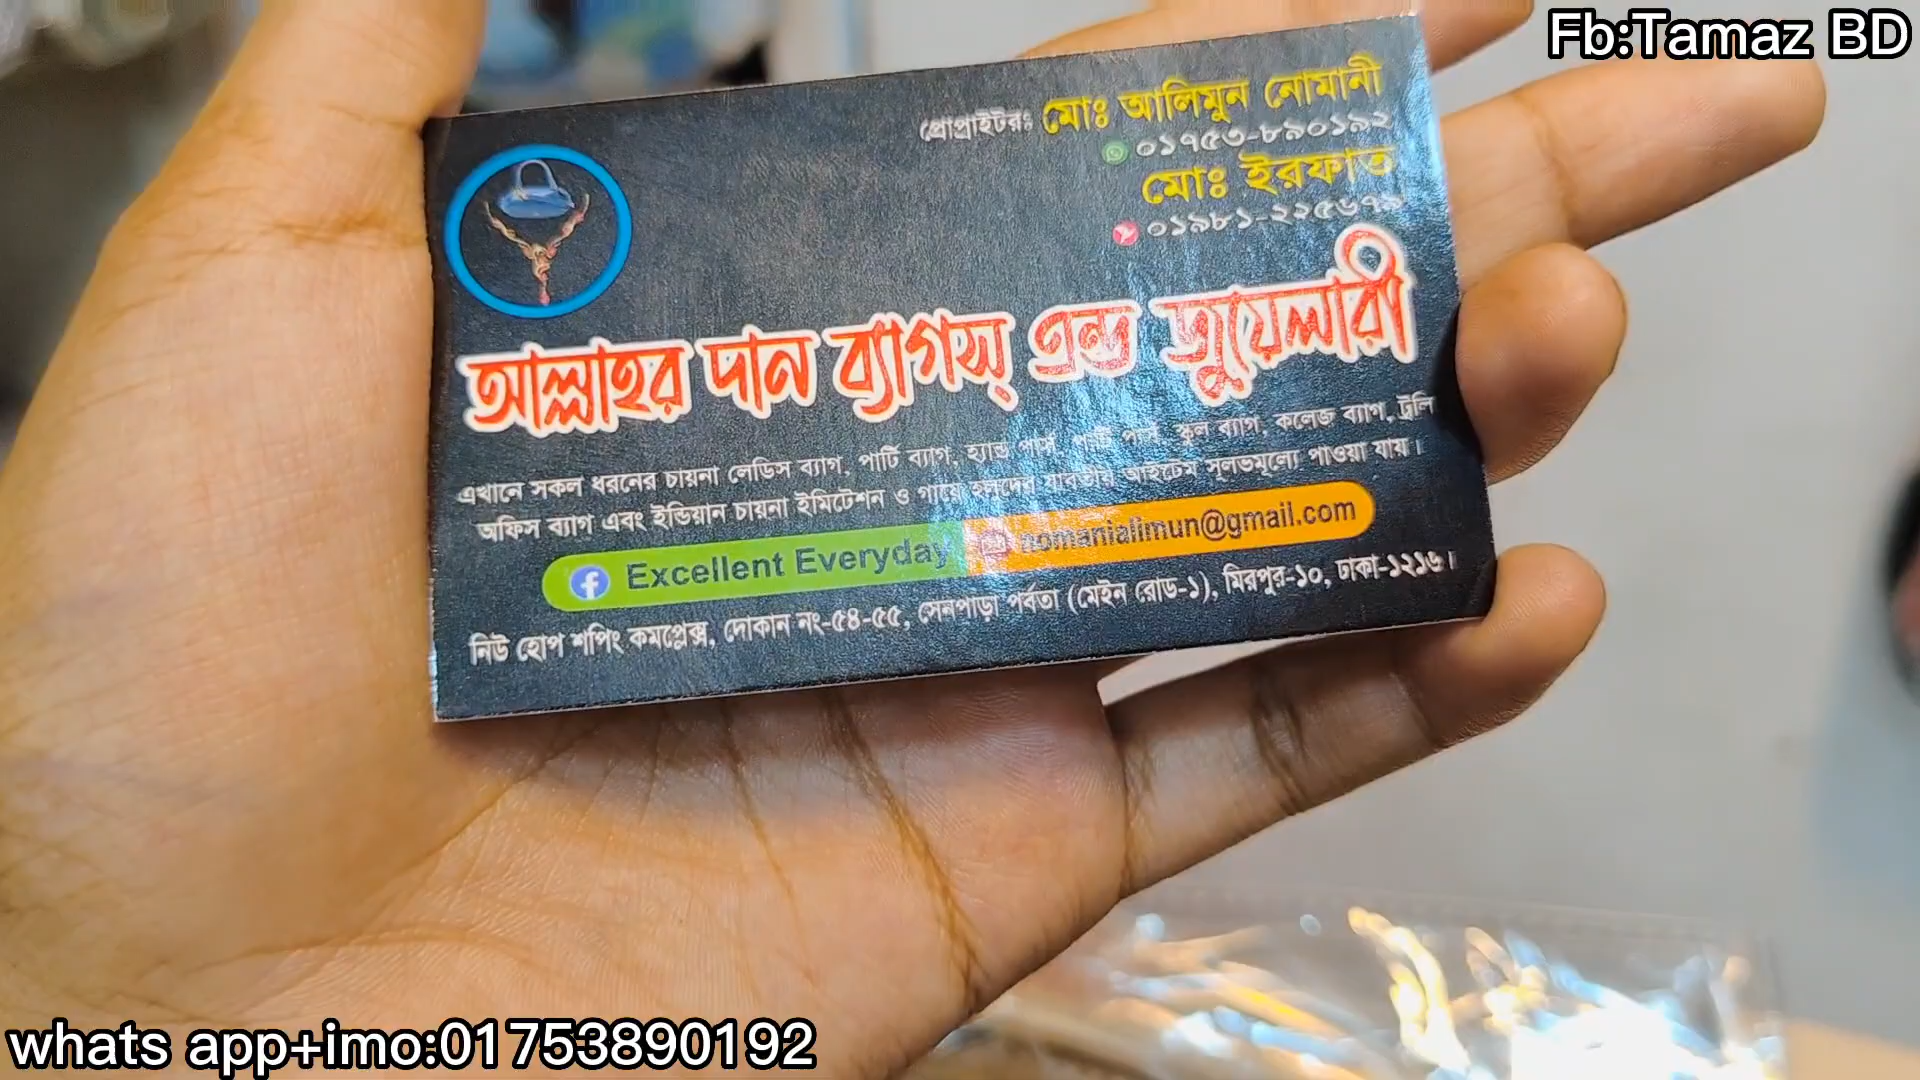 Fb:Tamaz BD
প্রোপ্রাইটরঃ মোঃ আলিমুন নোমানী
০১৭৫৩-৮৯০১৯২
মোঃ ইরফাত
০১৯৮১-২২৫৬৭৯
আল্লাহর দান ব্যাগস্ এন্ড জুয়েলারী
এখানে সকল ধরনের চায়না লেডিস ব্যাগ, পার্টি ব্যাগ, হ্যান্ড পার্স, পার্টি পার্স, স্কুল ব্যাগ, কলেজ ব্যাগ, ট্রলি
অফিস ব্যাগ এবং ইন্ডিয়ান চায়না ইমিটেশন ও গায়ে হলুদের যাবতীয় আইটেম সূলভমূল্যে পাওয়া যায়।
Excellent Everyday nomanialimun@gmail.com
নিউ হোপ শপিং কমপ্লেক্স, দোকান নং-৫৪-৫৫, সেনপাড়া পর্বতা (মেইন রোড-১), মিরপুর-১০, ঢাকা-১২১৬।
whats app+imo:01753890192